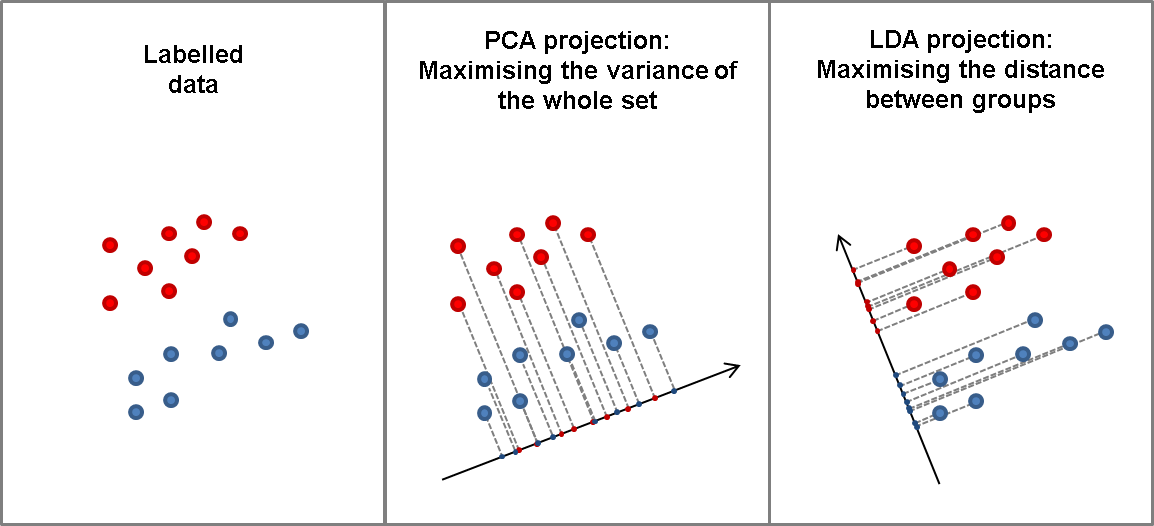 Labelled
data
PCA projection:
Maximising the variance of
the whole set
LDA projection:
Maximising the distance
between groups